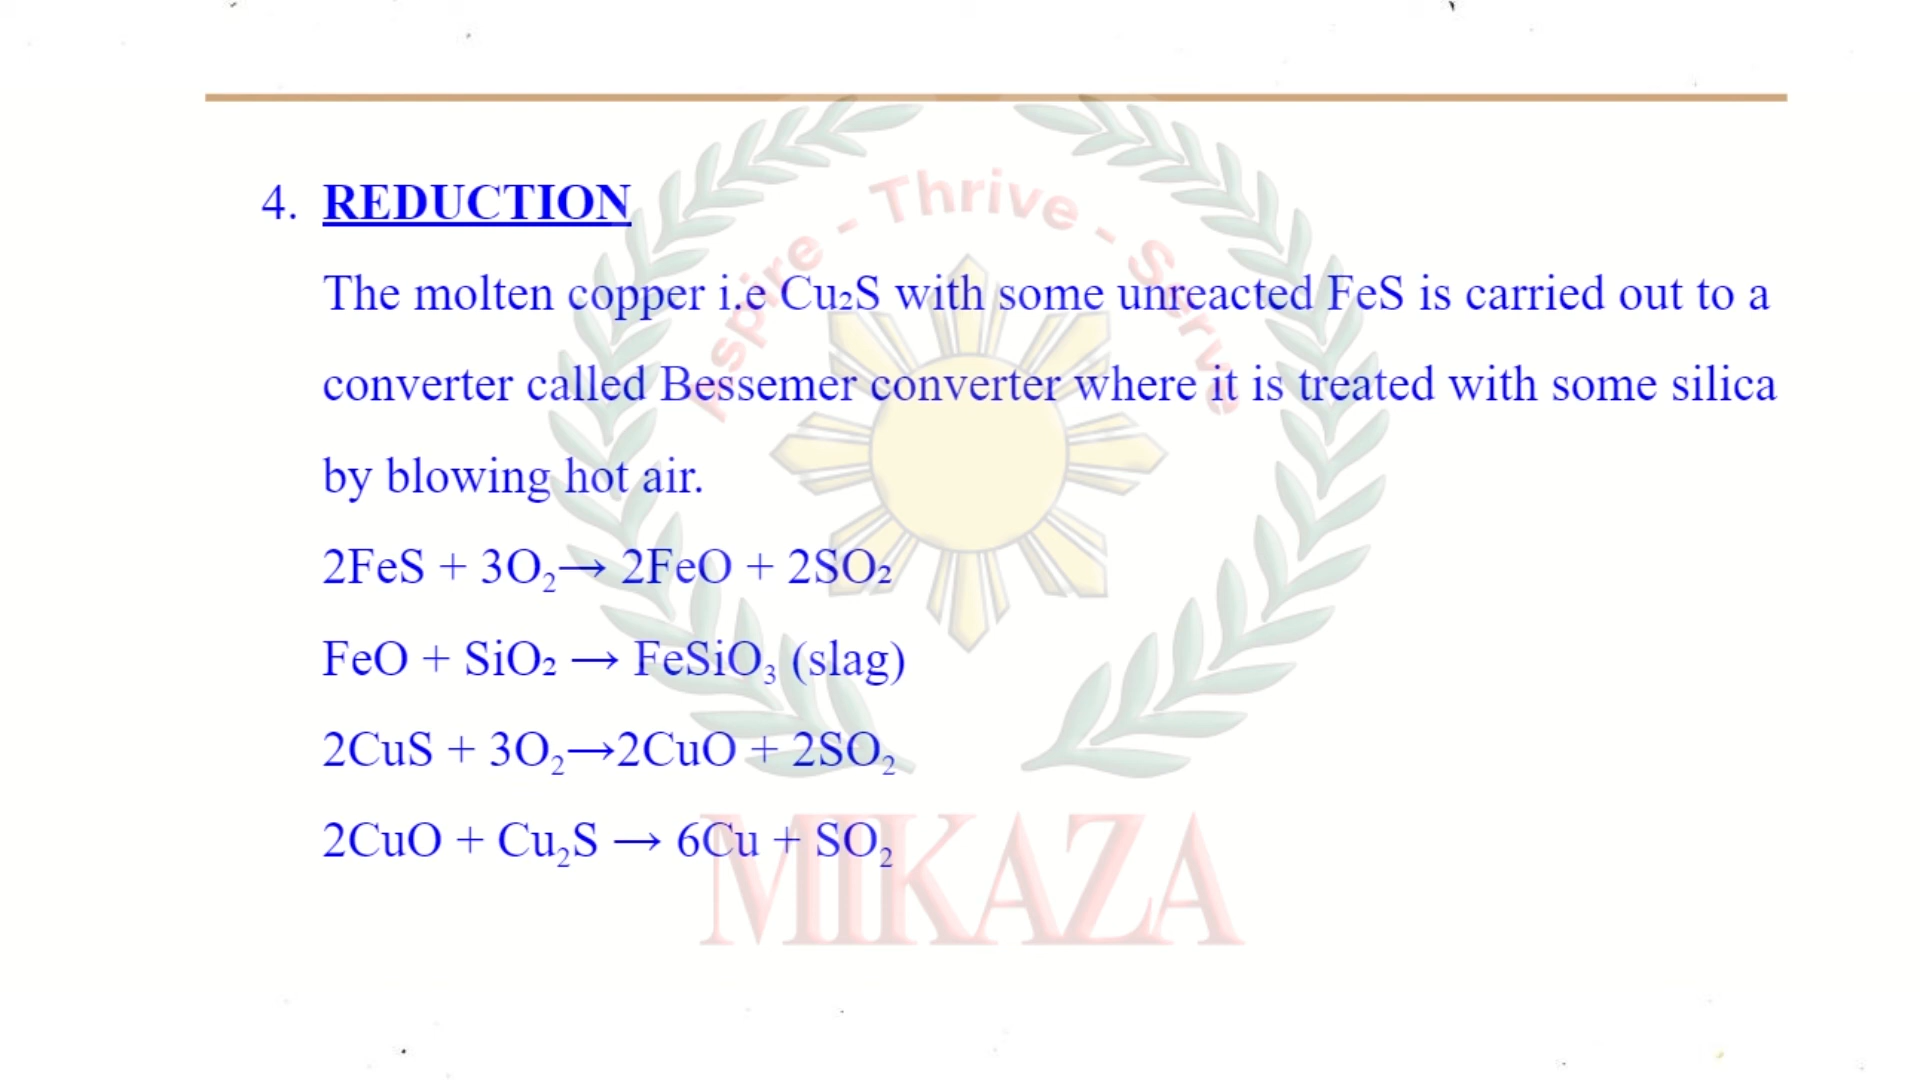 Aspire - Thrive - Serve
4. REDUCTION
The molten copper i.e Cu₂S with some unreacted FeS is carried out to a
converter called Bessemer converter where it is treated with some silica
by blowing hot air.
2FeS + 3O₂→ 2FeO + 2SO₂
FeO + SiO₂ → FeSiO₃ (slag)
2CuS + 3O₂→2CuO + 2SO₂
2CuO + Cu₂S → 6Cu + SO₂
MIKAZA